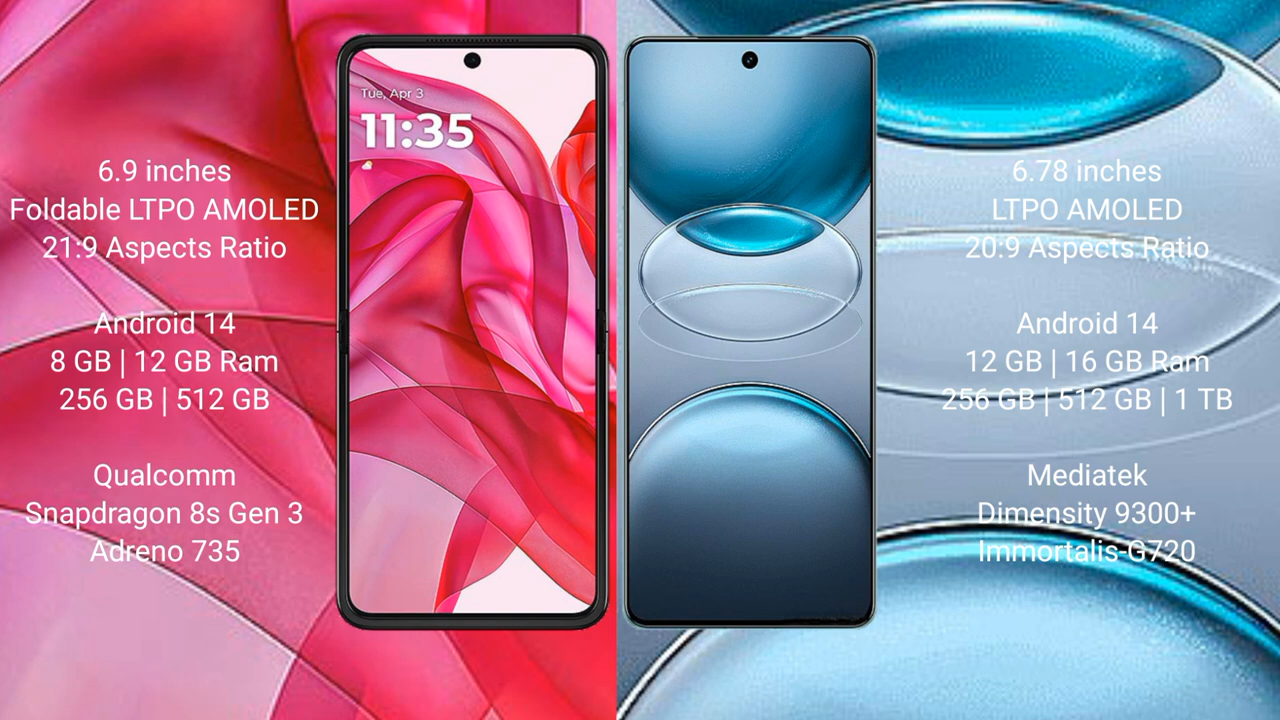 6.9 inches
Foldable LTPO AMOLED
21:9 Aspects Ratio
Android 14
8 GB | 12 GB Ram
256 GB | 512 GB
Qualcomm
Snapdragon 8s Gen 3
Adreno 735
Tue, Apr 3
11:35
6.78 inches
LTPO AMOLED
20:9 Aspects Ratio
Android 14
12 GB | 16 GB Ram
256 GB | 512 GB | 1 TB
Mediatek
Dimensity 9300+
Immortalis-G720